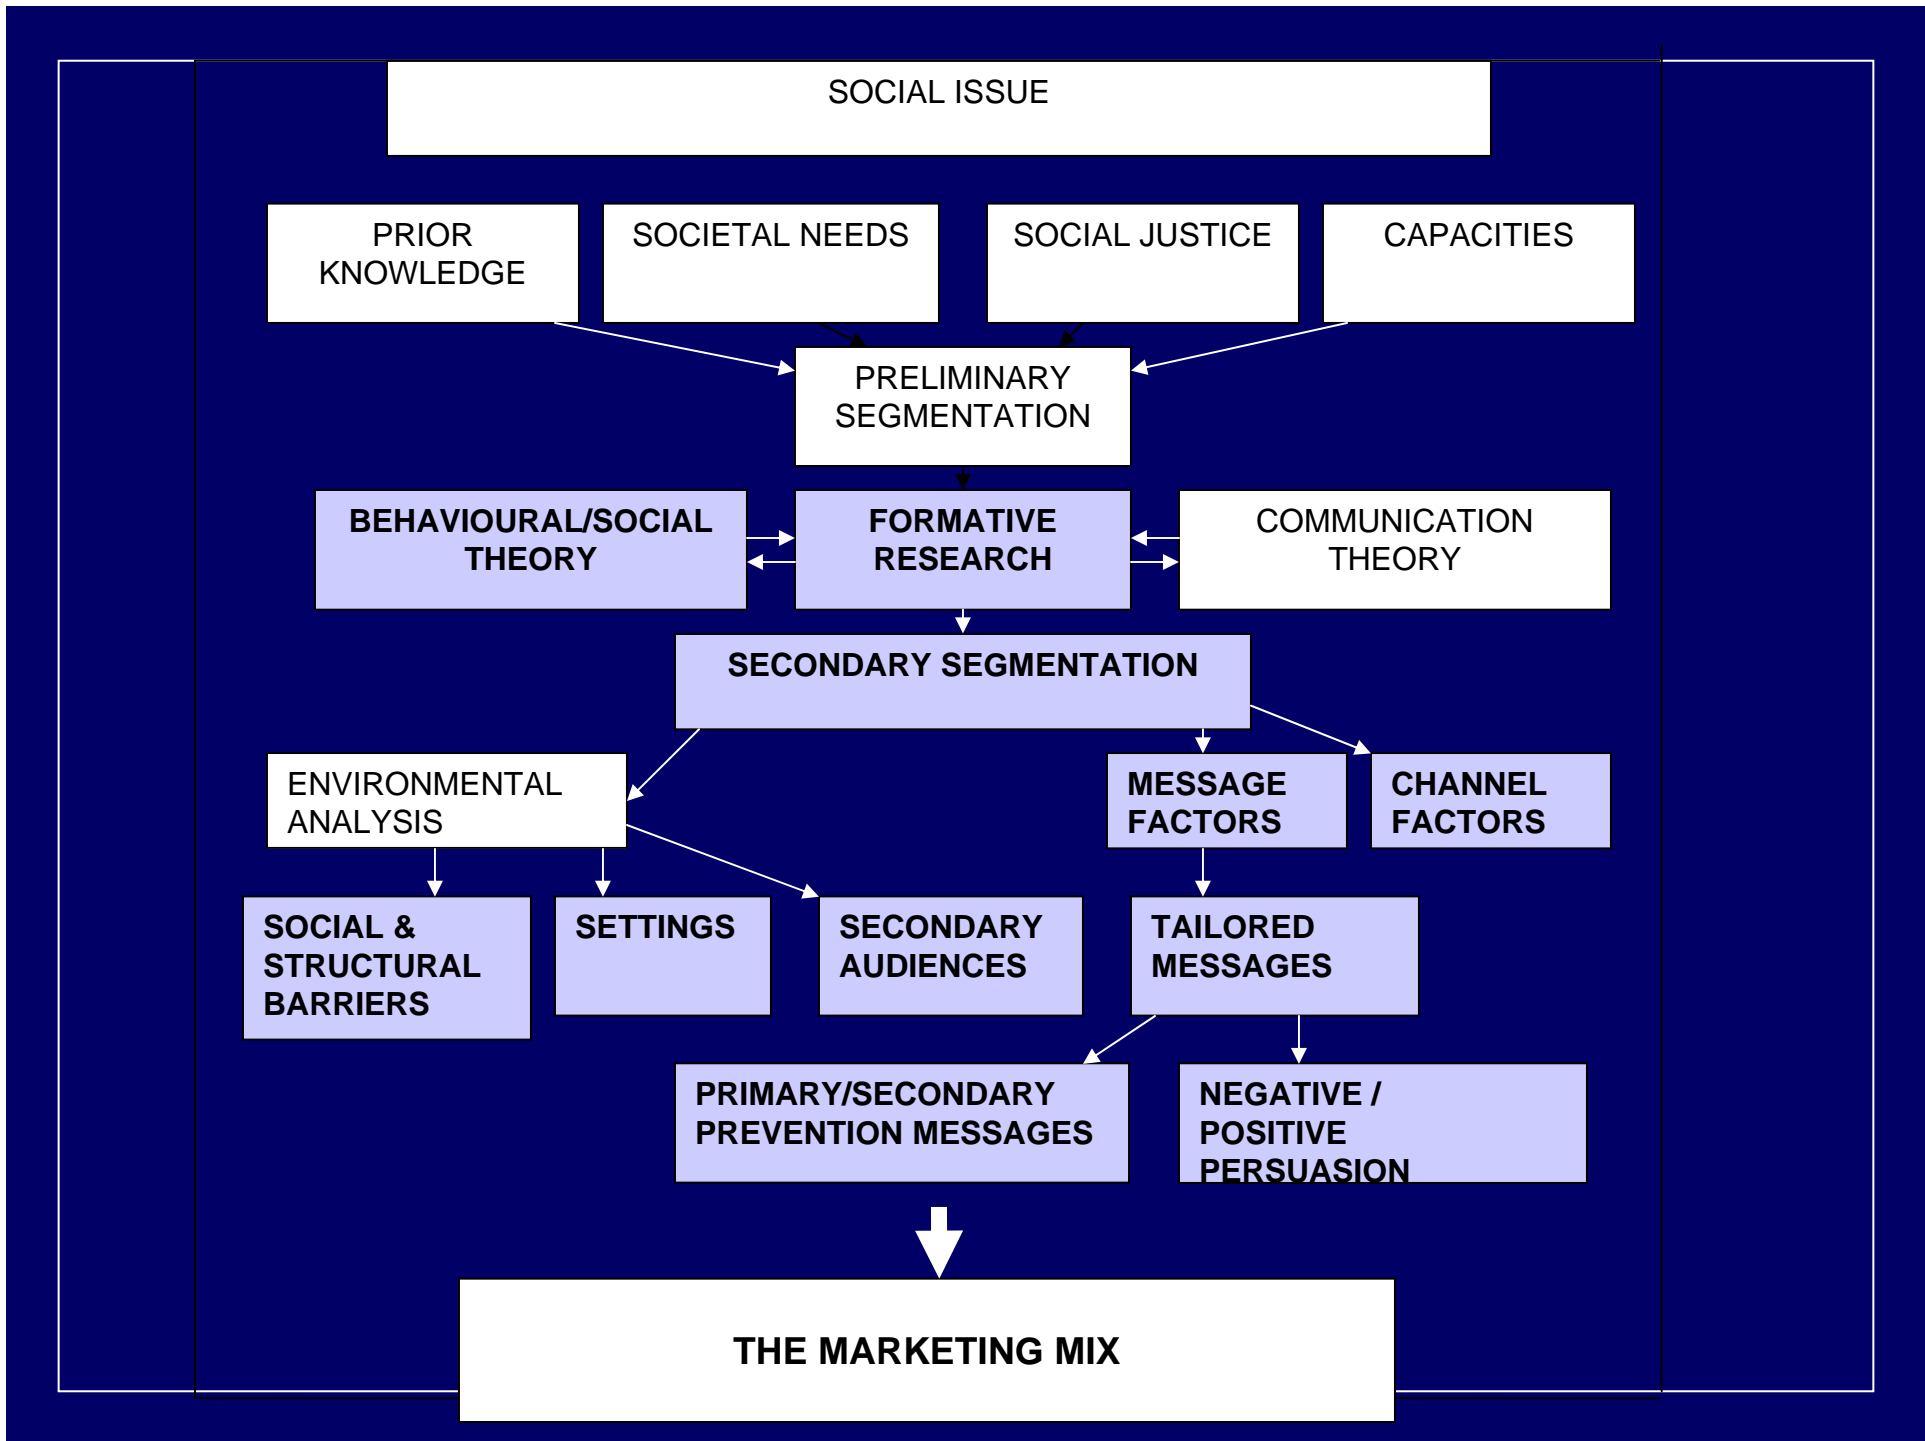 SOCIAL ISSUE
PRIOR
KNOWLEDGE
SOCIETAL NEEDS
SOCIAL JUSTICE
CAPACITIES
PRELIMINARY
SEGMENTATION
BEHAVIOURAL/SOCIAL
THEORY
FORMATIVE
RESEARCH
COMMUNICATION
THEORY
SECONDARY SEGMENTATION
ENVIRONMENTAL
ANALYSIS
MESSAGE
FACTORS
CHANNEL
FACTORS
SOCIAL &
STRUCTURAL
BARRIERS
SETTINGS
SECONDARY
AUDIENCES
TAILORED
MESSAGES
PRIMARY/SECONDARY
PREVENTION MESSAGES
NEGATIVE /
POSITIVE
PERSUASION
THE MARKETING MIX